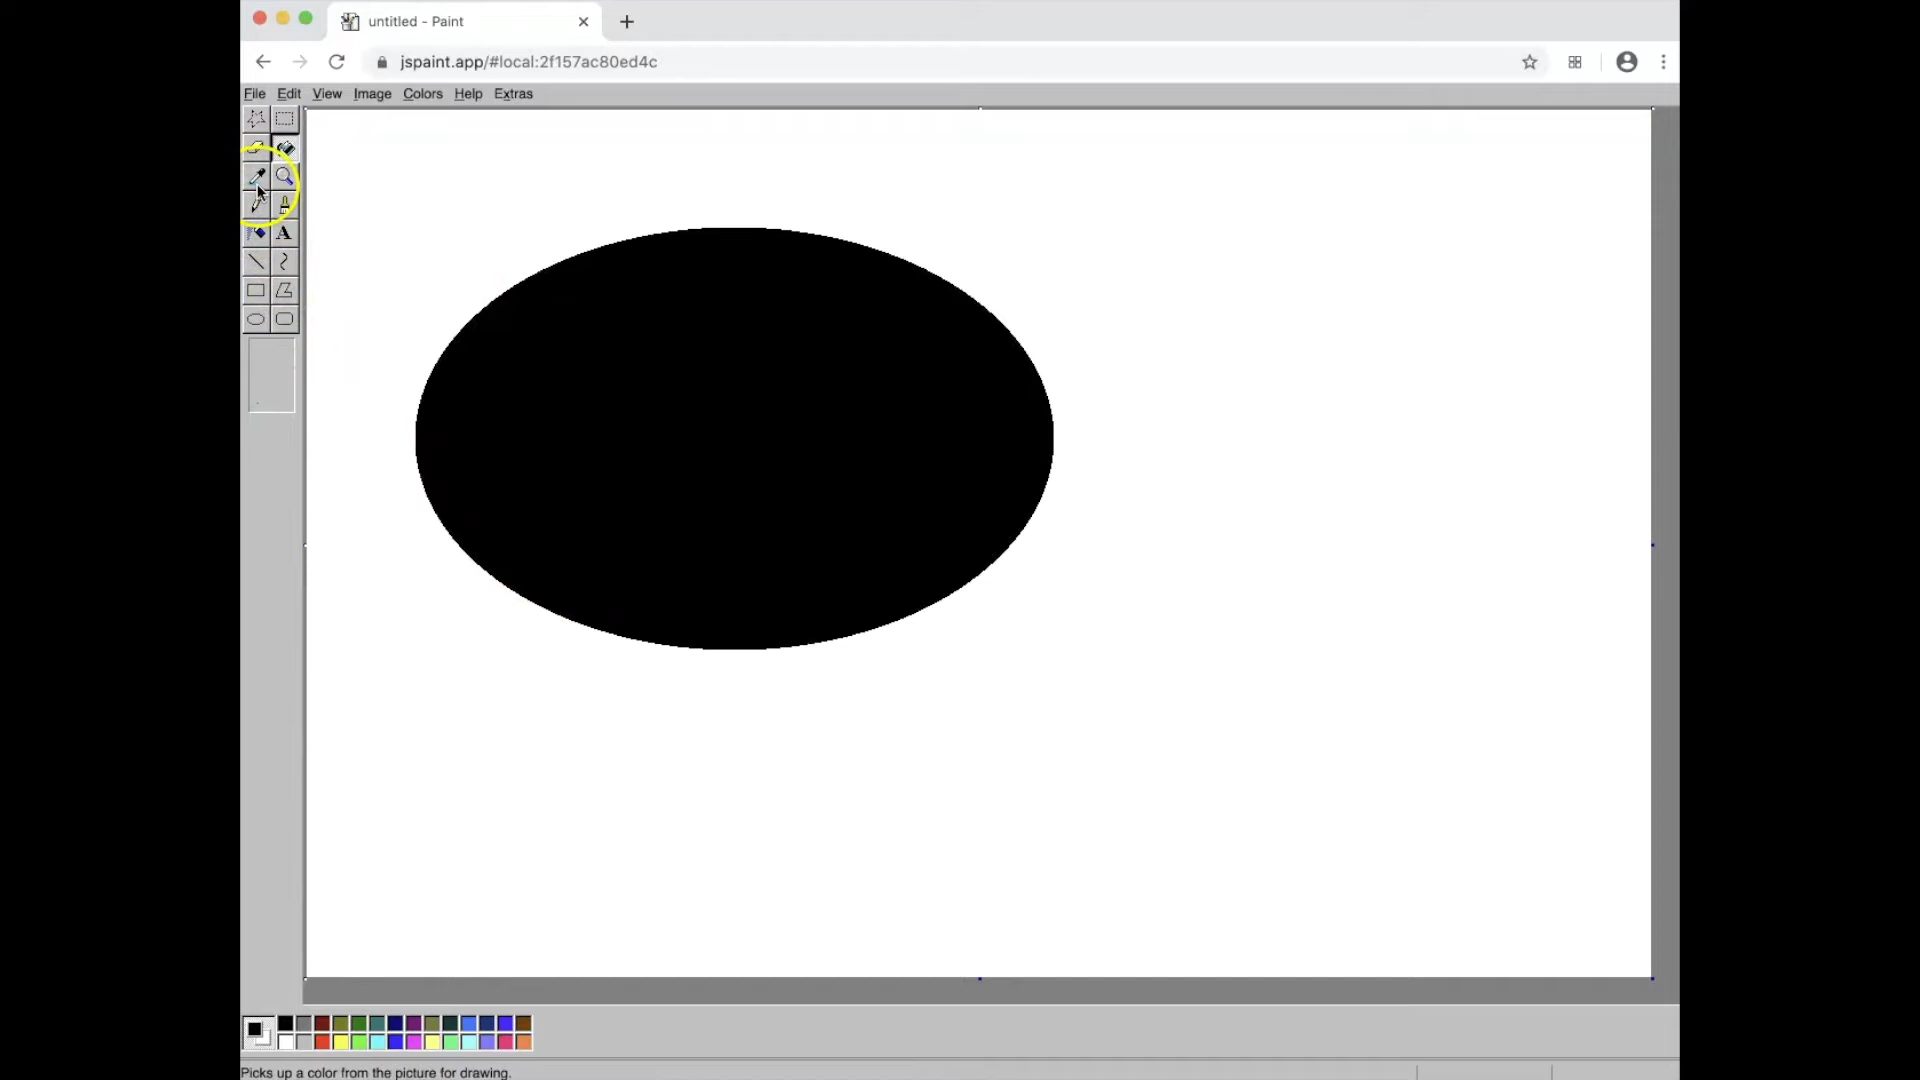 untitled - Paint
jspaint.app/#local:2f157ac80ed4c
File Edit View Image Colors Help Extras
A
Picks up a color from the picture for drawing.